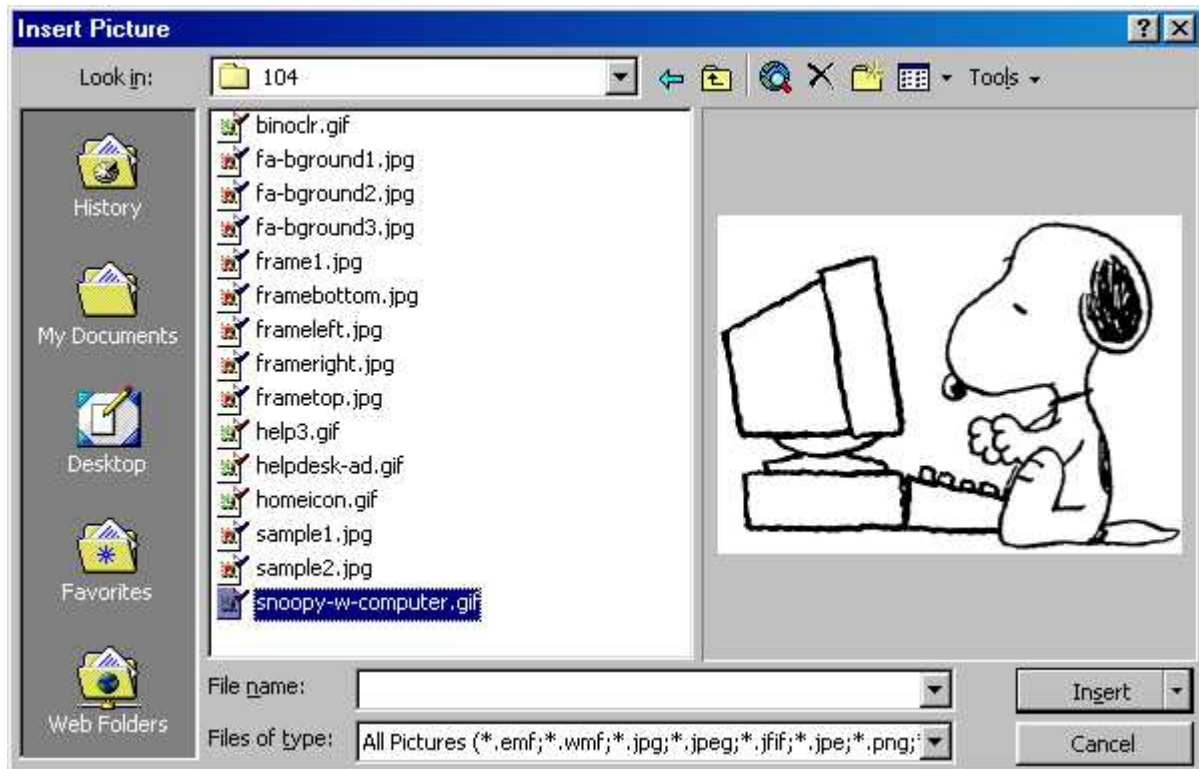 Insert Picture
Look in:
104
Tools
History
My Documents
Desktop
Favorites
Web Folders
binoclr.gif
fa-bground1.jpg
fa-bground2.jpg
fa-bground3.jpg
frame1.jpg
framebottom.jpg
frameleft.jpg
frameright.jpg
frametop.jpg
help3.gif
helpdesk-ad.gif
homeicon.gif
sample1.jpg
sample2.jpg
snoopy-w-computer.gif
File name:
Insert
Files of type:
All Pictures (*.emf;*.wmf;*.jpg;*.jpeg;*.jfif;*.jpe;*.png;*
Cancel